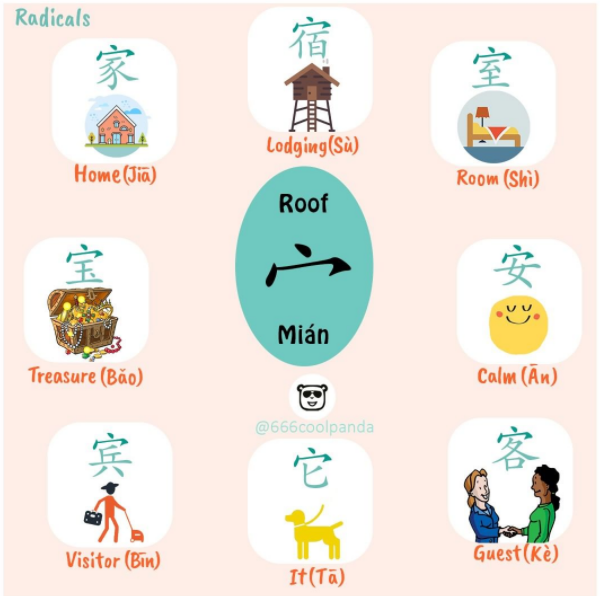 Radicals
家
Home (Jiā)
宿
Lodging(Sù)
室
Room (Shì)
Roof
宀
Mián
宝
Treasure (Bǎo)
安
Calm (Ān)
@666coolpanda
宾
Visitor (Bīn)
它
It (Tā)
客
Guest (Kè)